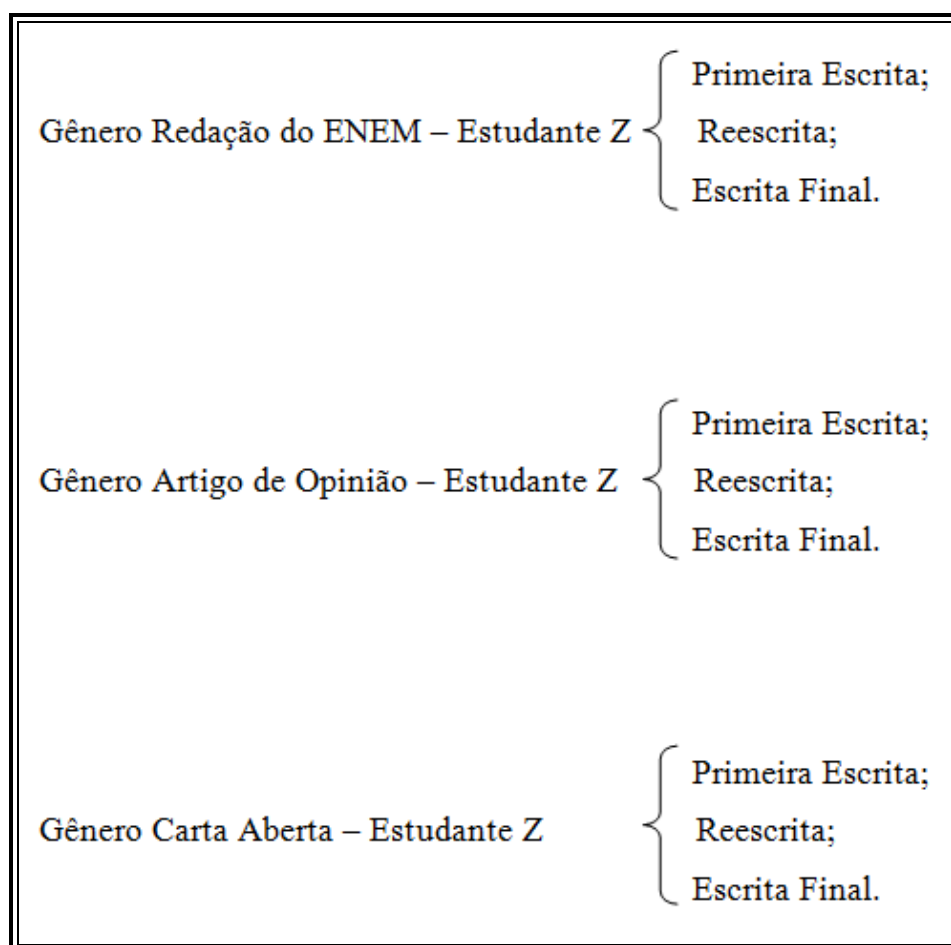 Primeira Escrita;
Gênero Redação do ENEM – Estudante Z
Reescrita;
Escrita Final.
Primeira Escrita;
Gênero Artigo de Opinião – Estudante Z
Reescrita;
Escrita Final.
Primeira Escrita;
Gênero Carta Aberta – Estudante Z
Reescrita;
Escrita Final.